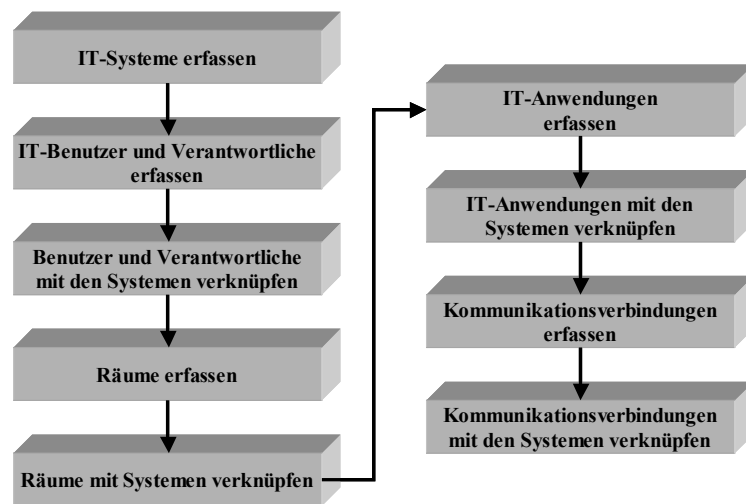 IT-Systeme erfassen
IT-Benutzer und Verantwortliche
erfassen
Benutzer und Verantwortliche
mit den Systemen verknüpfen
Räume erfassen
Räume mit Systemen verknüpfen
IT-Anwendungen
erfassen
IT-Anwendungen mit den
Systemen verknüpfen
Kommunikationsverbindungen
erfassen
Kommunikationsverbindungen
mit den Systemen verknüpfen